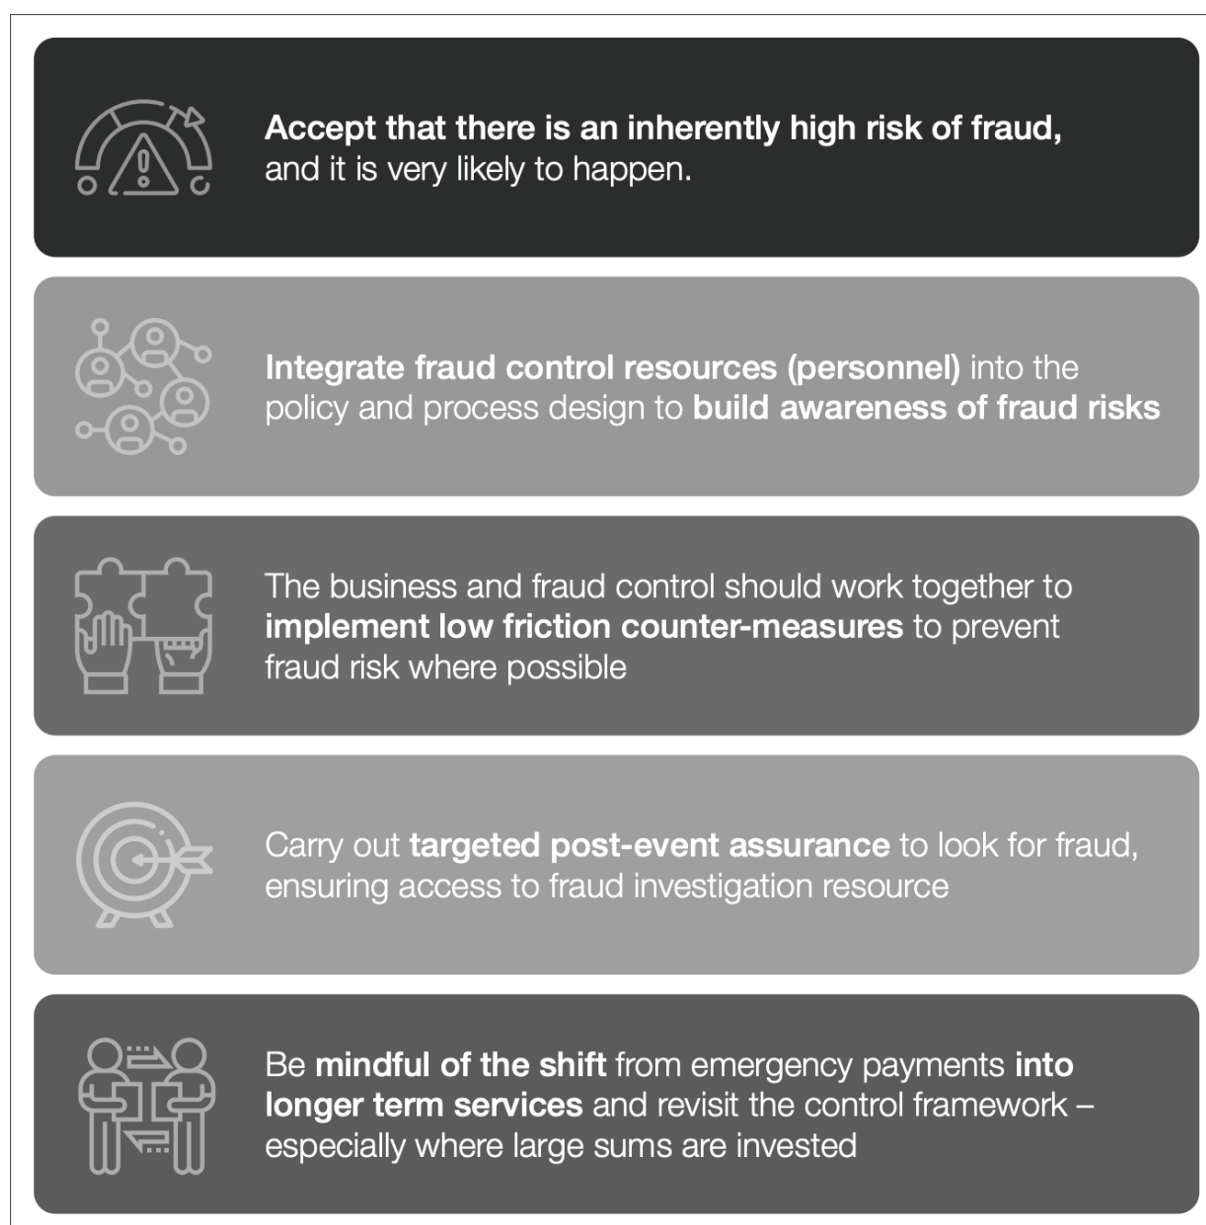 Accept that there is an inherently high risk of fraud,
and it is very likely to happen.
Integrate fraud control resources (personnel) into the
policy and process design to build awareness of fraud risks
The business and fraud control should work together to
implement low friction counter-measures to prevent
fraud risk where possible
Carry out targeted post-event assurance to look for fraud,
ensuring access to fraud investigation resource
Be mindful of the shift from emergency payments into
longer term services and revisit the control framework –
especially where large sums are invested